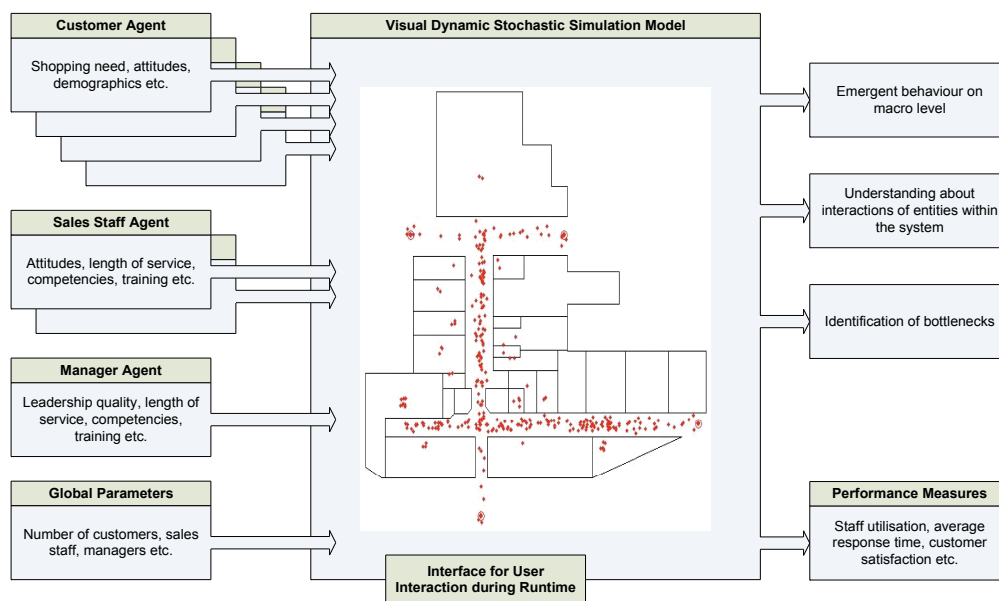 Customer Agent
Shopping need, attitudes,
demographics etc.
Sales Staff Agent
Attitudes, length of service,
competencies, training etc.
Manager Agent
Leadership quality, length of
service, competencies,
training etc.
Global Parameters
Number of customers, sales
staff, managers etc.
Visual Dynamic Stochastic Simulation Model
Interface for User
Interaction during Runtime
Emergent behaviour on
macro level
Understanding about
interactions of entities within
the system
Identification of bottlenecks
Performance Measures
Staff utilisation, average
response time, customer
satisfaction etc.